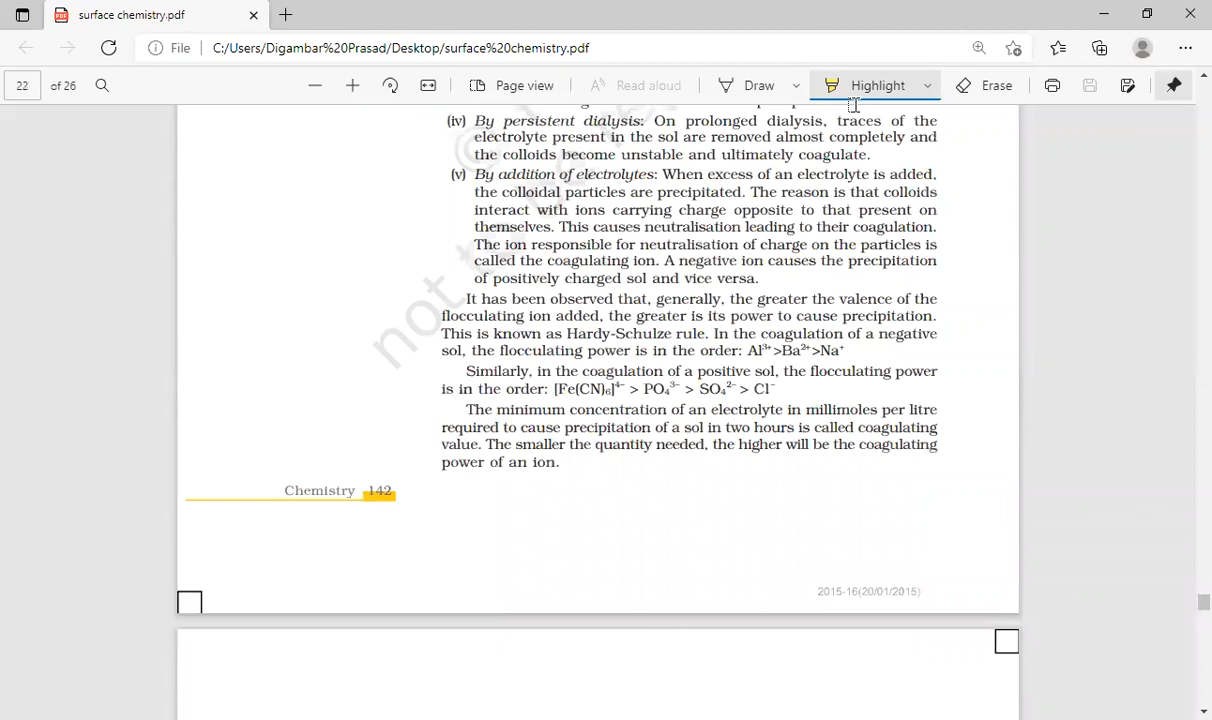 surface chemistry.pdf
File C:/Users/Digambar%20Prasad/Desktop/surface%20chemistry.pdf
22 of 26 Page view Read aloud Draw Highlight Erase
(iv) By persistent dialysis: On prolonged dialysis, traces of the
electrolyte present in the sol are removed almost completely and
the colloids become unstable and ultimately coagulate.
(v) By addition of electrolytes: When excess of an electrolyte is added,
the colloidal particles are precipitated. The reason is that colloids
interact with ions carrying charge opposite to that present on
themselves. This causes neutralisation leading to their coagulation.
The ion responsible for neutralisation of charge on the particles is
called the coagulating ion. A negative ion causes the precipitation
of positively charged sol and vice versa.
It has been observed that, generally, the greater the valence of the
flocculating ion added, the greater is its power to cause precipitation.
This is known as Hardy-Schulze rule. In the coagulation of a negative
sol, the flocculating power is in the order: Al³⁺>Ba²⁺>Na⁺
Similarly, in the coagulation of a positive sol, the flocculating power
is in the order: [Fe(CN)₆]⁴⁻ > PO₄³⁻ > SO₄²⁻ > Cl⁻
The minimum concentration of an electrolyte in millimoles per litre
required to cause precipitation of a sol in two hours is called coagulating
value. The smaller the quantity needed, the higher will be the coagulating
power of an ion.
Chemistry 142
2015-16(20/01/2015)
not